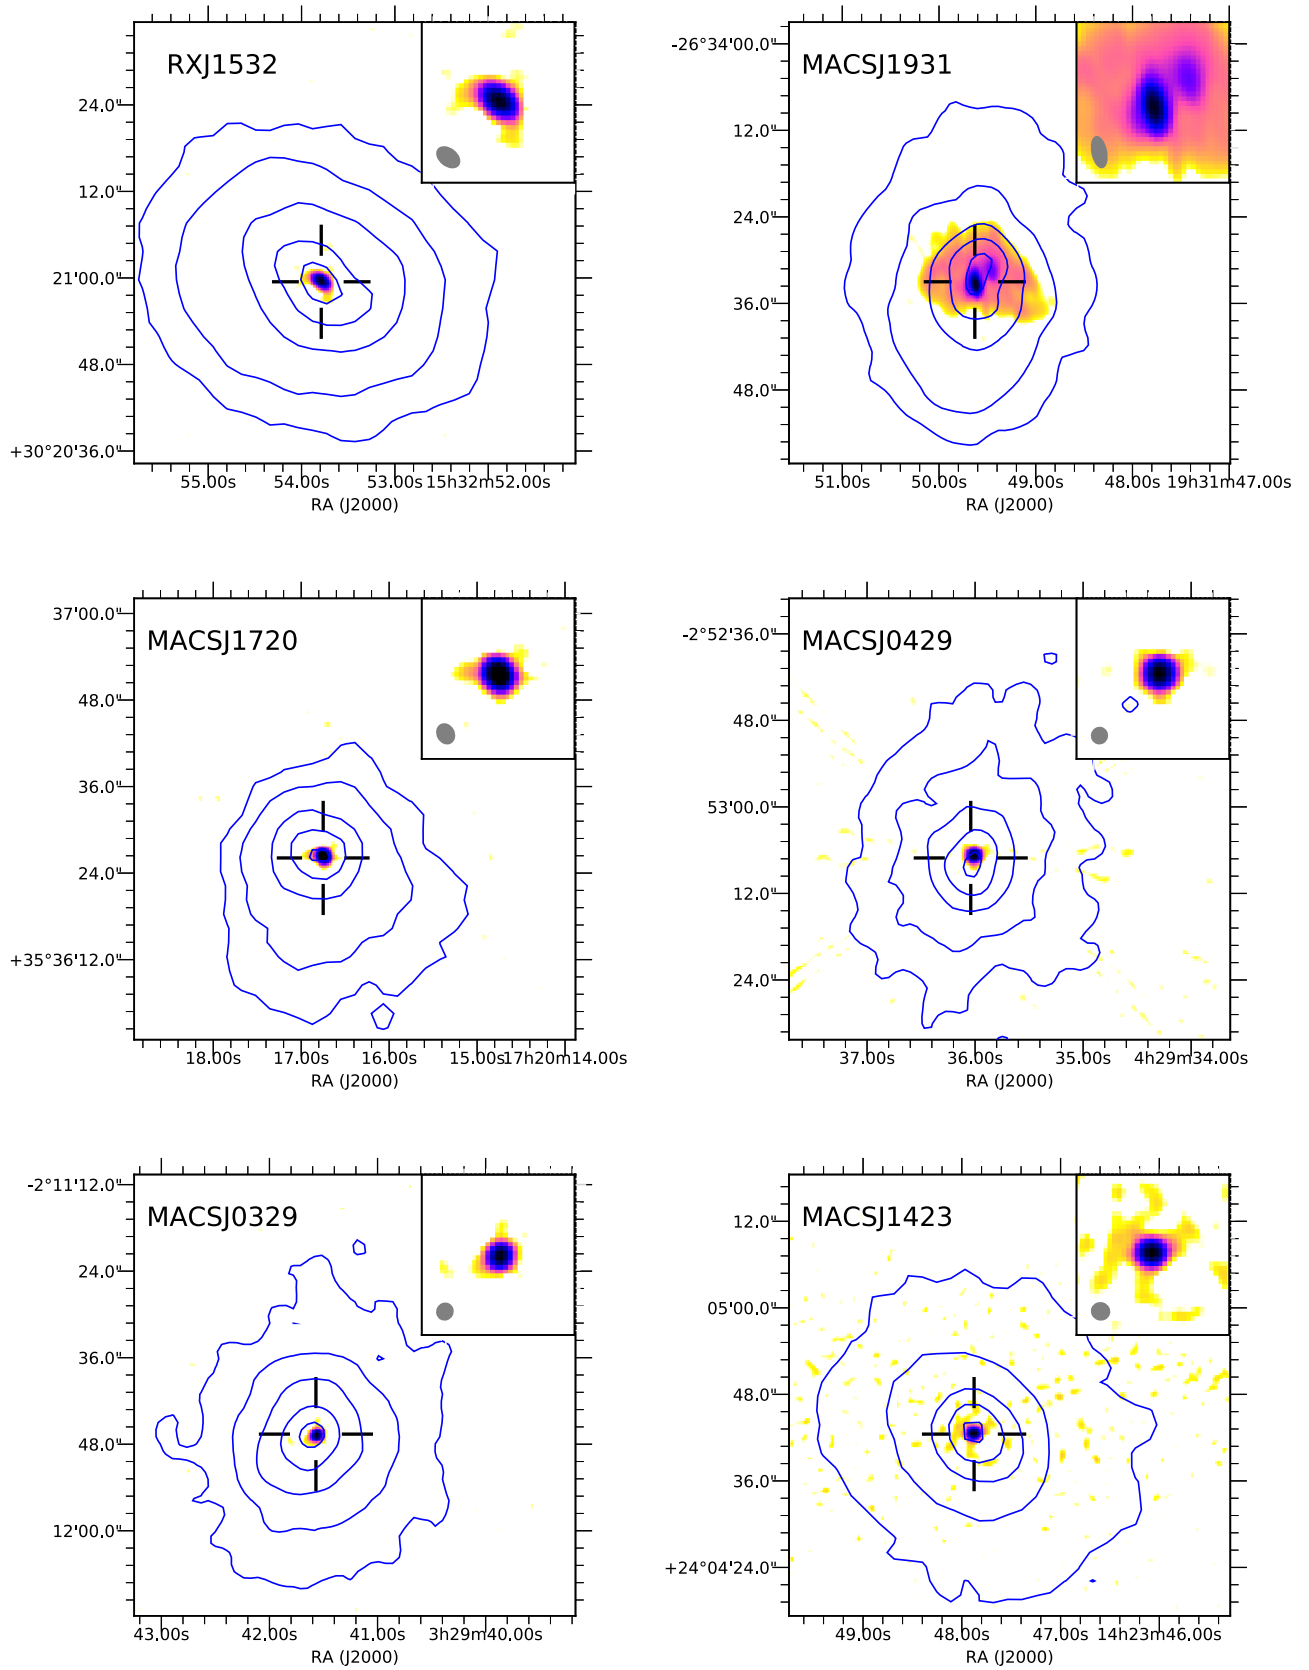 RXJ1532
24.0"
12.0"
21'00.0"
48.0"
+30°20'36.0"
55.00s 54.00s 53.00s 15h32m52.00s
RA (J2000)
MACSJ1931
-26°34'00.0"
12.0"
24.0"
36.0"
48.0"
51.00s 50.00s 49.00s 48.00s 19h31m47.00s
RA (J2000)
MACSJ1720
37'00.0"
48.0"
36.0"
24.0"
+35°36'12.0"
18.00s 17.00s 16.00s 15.00s 17h20m14.00s
RA (J2000)
MACSJ0429
-2°52'36.0"
48.0"
53'00.0"
12.0"
24.0"
37.00s 36.00s 35.00s 4h29m34.00s
RA (J2000)
MACSJ0329
-2°11'12.0"
24.0"
36.0"
48.0"
12'00.0"
43.00s 42.00s 41.00s 3h29m40.00s
RA (J2000)
MACSJ1423
12.0"
05'00.0"
48.0"
36.0"
+24°04'24.0"
49.00s 48.00s 47.00s 14h23m46.00s
RA (J2000)